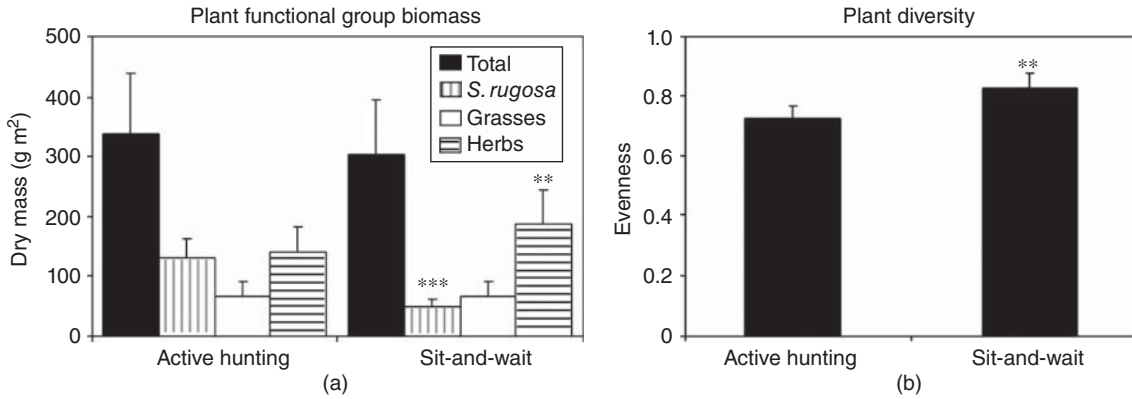 Plant functional group biomass
Dry mass (g m²)
500
400
300
200
100
0
Total
S. rugosa
Grasses
Herbs
***
**
Active hunting
Sit-and-wait
(a)
Plant diversity
Evenness
1.0
0.8
0.6
0.4
0.2
0
**
Active hunting
Sit-and-wait
(b)